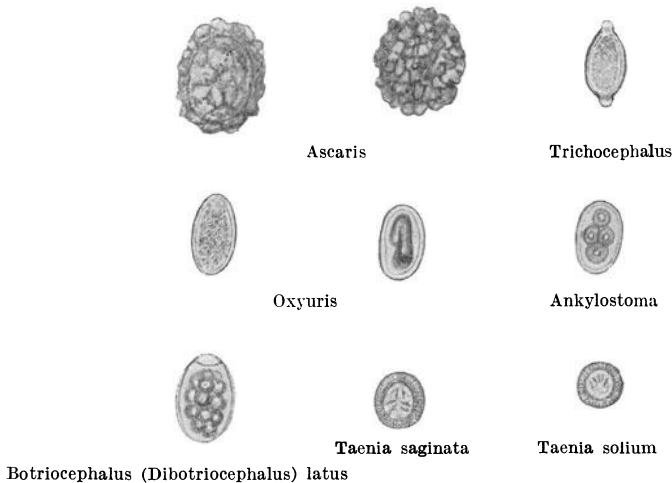 Ascaris
Trichocephalus
Oxyuris
Ankylostoma
Taenia saginata
Taenia solium
Botriocephalus (Dibotriocephalus) latus